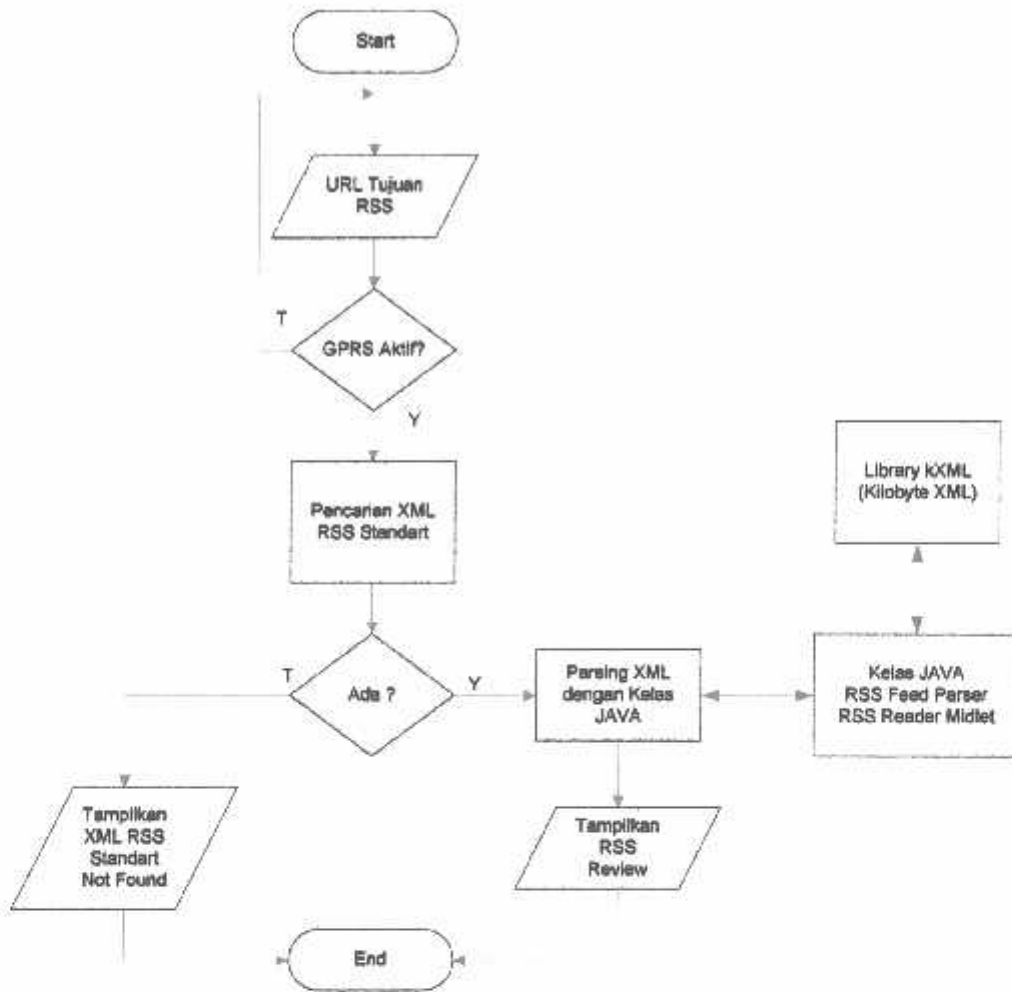 Start
URL Tujuan
RSS
T
GPRS Aktif?
Y
Pencarian XML
RSS Standart
Library kXML
(Kilobyte XML)
T
Ada ?
Y
Parsing XML
dengan Kelas
JAVA
Kelas JAVA
RSS Feed Parser
RSS Reader Midlet
Tampilkan
XML RSS
Standart
Not Found
Tampilkan
RSS
Review
End